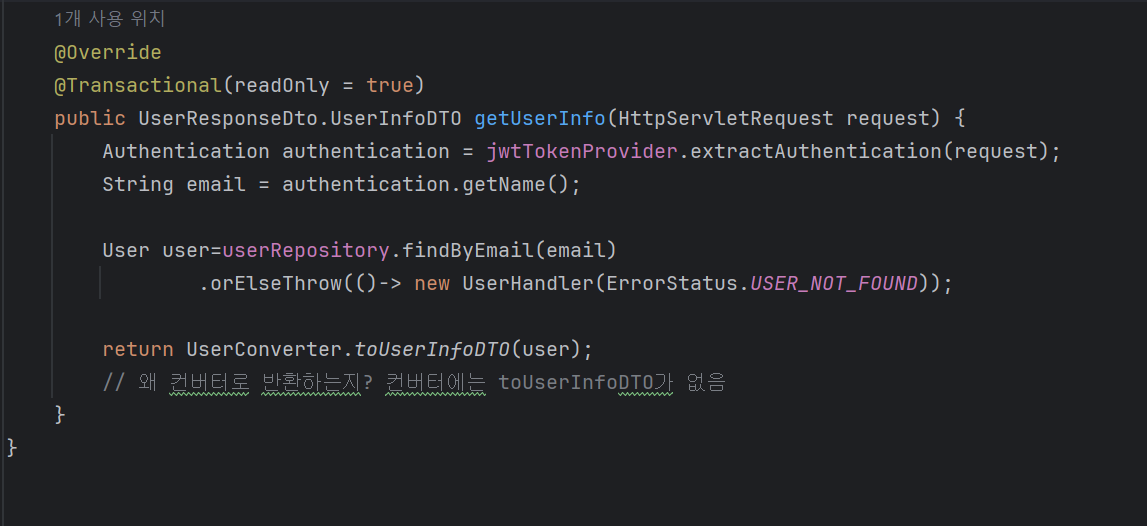 1개 사용 위치
@Override
@Transactional(readOnly = true)
public UserResponseDto.UserInfoDTO getUserInfo(HttpServletRequest request) {
Authentication authentication = jwtTokenProvider.extractAuthentication(request);
String email = authentication.getName();
User user=userRepository.findByEmail(email)
.orElseThrow(()-> new UserHandler(ErrorStatus.USER_NOT_FOUND));
return UserConverter.toUserInfoDTO(user);
// 왜 컨버터로 반환하는지? 컨버터에는 toUserInfoDTO가 없음
}
}